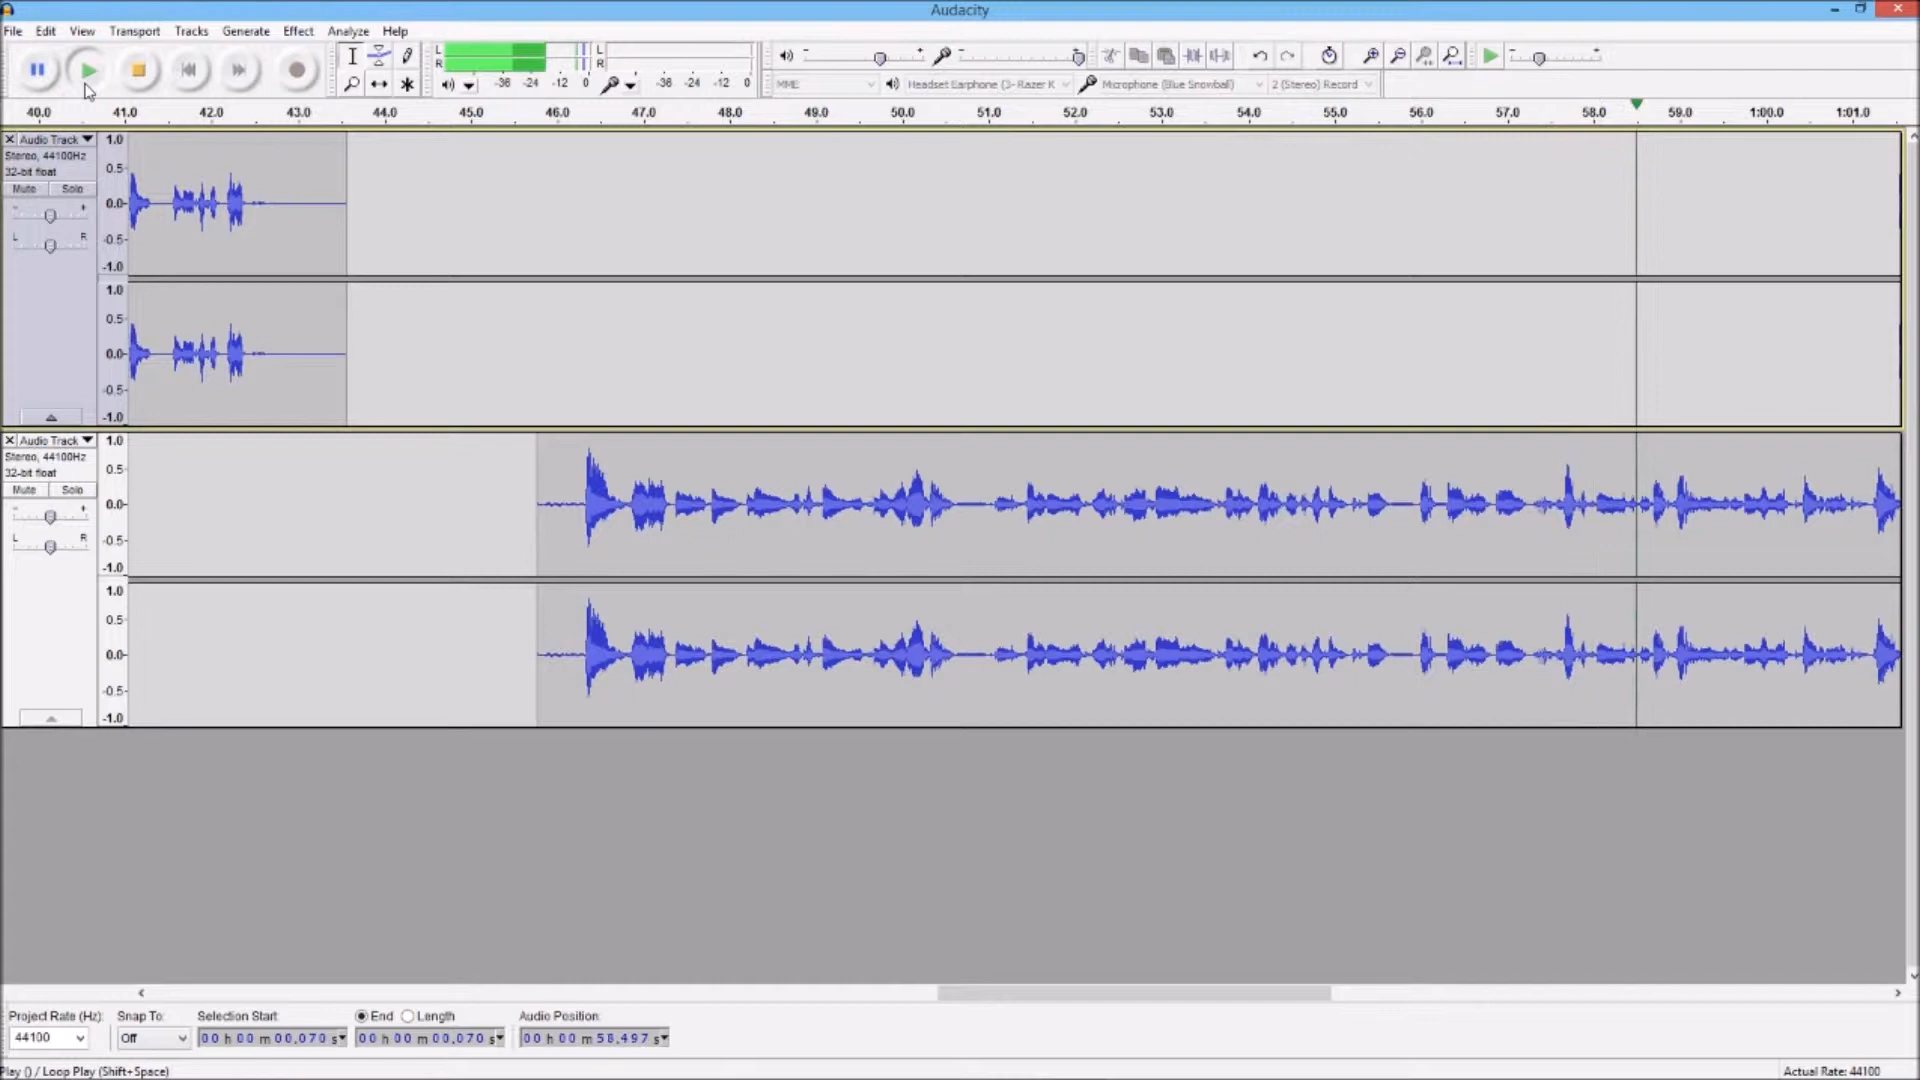 Audacity
File Edit View Transport Tracks Generate Effect Analyze Help
L
R
L
R
-36 -24 -12 0
-36 -24 -12 0
MME
Headset Earphone (3- Razer K
Microphone (Blue Snowball)
2 (Stereo) Record
40.0 41.0 42.0 43.0 44.0 45.0 46.0 47.0 48.0 49.0 50.0 51.0 52.0 53.0 54.0 55.0 56.0 57.0 58.0 59.0 1:00.0 1:01.0
Audio Track
Stereo, 44100Hz
32-bit float
Mute Solo
- +
L R
1.0
0.5
0.0
-0.5
-1.0
1.0
0.5
0.0
-0.5
-1.0
Audio Track
Stereo, 44100Hz
32-bit float
Mute Solo
- +
L R
1.0
0.5
0.0
-0.5
-1.0
1.0
0.5
0.0
-0.5
-1.0
Project Rate (Hz): Snap To: Selection Start End Length Audio Position:
44100 Off 00 h 00 m 00,070 s 00 h 00 m 00,070 s 00 h 00 m 58,497 s
Play () / Loop Play (Shift+Space)
Actual Rate: 44100